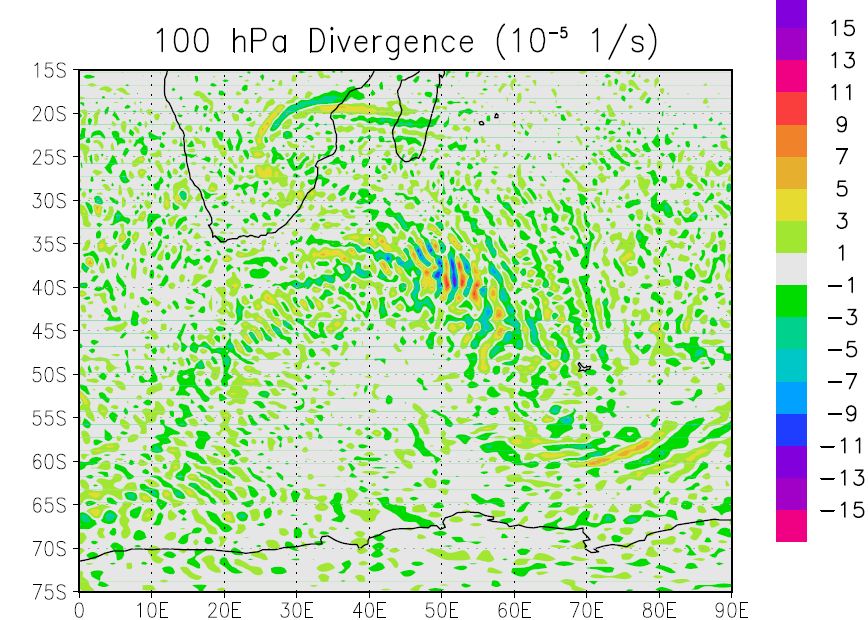 100 hPa Divergence (10⁻⁵ 1/s)
15S
20S
25S
30S
35S
40S
45S
50S
55S
60S
65S
70S
75S
0 10E 20E 30E 40E 50E 60E 70E 80E 90E
15
13
11
9
7
5
3
1
−1
−3
−5
−7
−9
−11
−13
−15